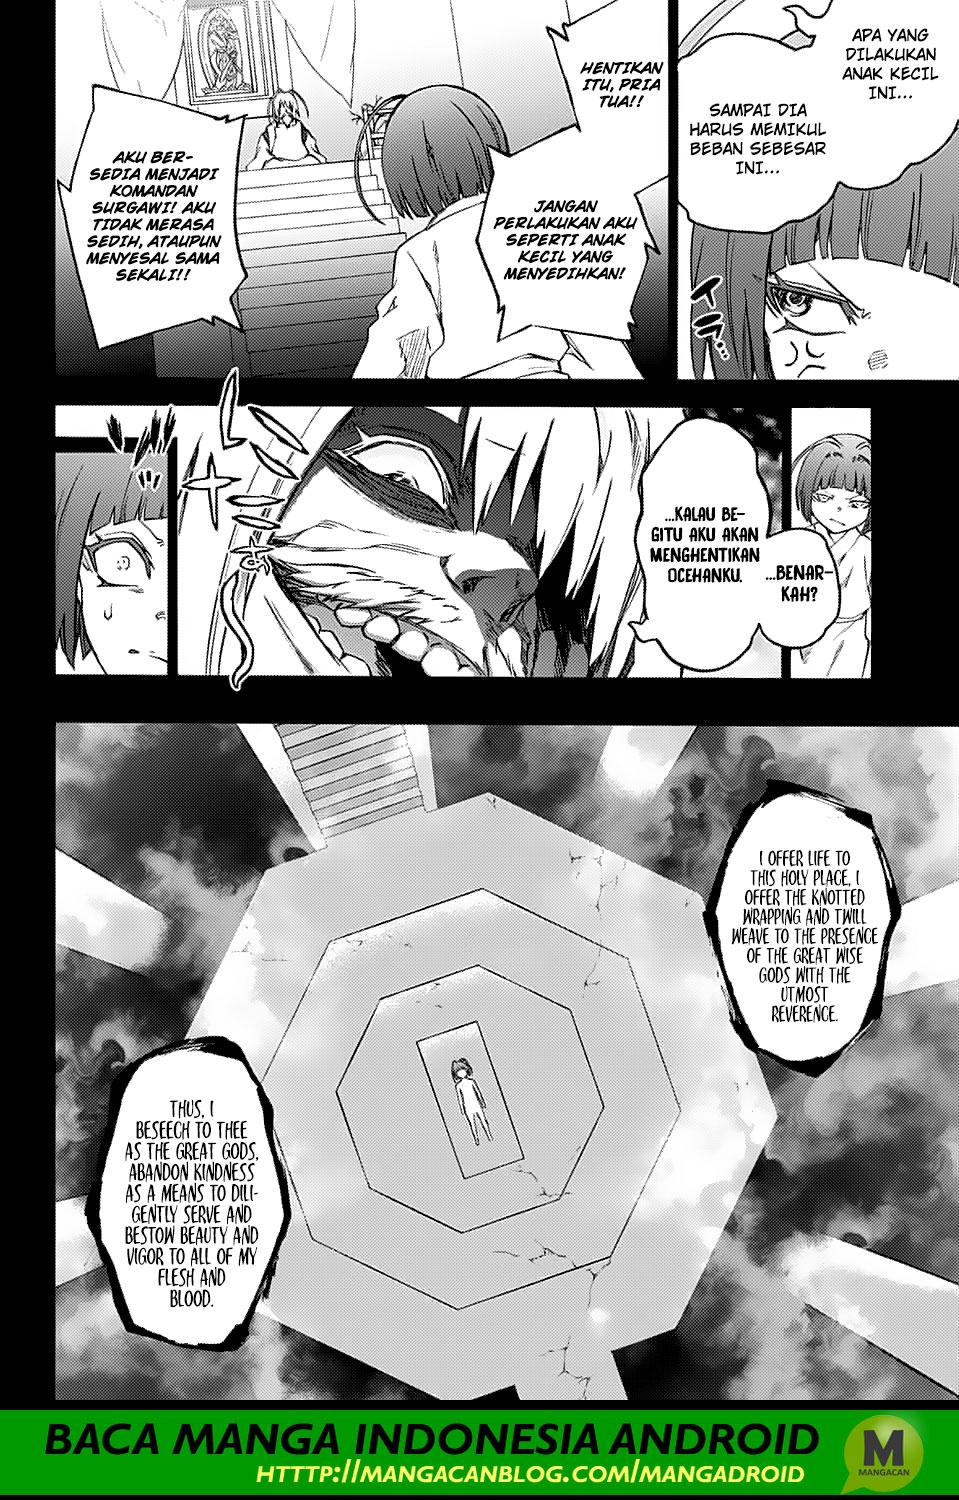 APA YANG
DILAKUKAN
ANAK KECIL
INI...
SAMPAI DIA
HARUS MEMIKUL
BEBAN SEBESAR
INI...
イラ...
HENTIKAN
ITU, PRIA
TUA!!
JANGAN
PERLAKUKAN AKU
SEPERTI ANAK
KECIL YANG
MENYEDIHKAN!
AKU BER-
SEDIA MENJADI
KOMANDAN
SURGAWI! AKU
TIDAK MERASA
SEDIH, ATAUPUN
MENYESAL SAMA
SEKALI!!
...BENAR-
KAH?
...KALAU BE-
GITU AKU AKAN
MENGHENTIKAN
OCEHANKU.
I OFFER LIFE TO
THIS HOLY PLACE, I
OFFER THE KNOTTED
WRAPPING AND TWILL
WEAVE TO THE PRESENCE
OF THE GREAT WISE
GODS WITH THE
UTMOST
REVERENCE.
THUS, I
BESEECH TO THEE
AS THE GREAT GODS,
ABANDON KINDNESS
AS A MEANS TO DILI-
GENTLY SERVE AND
BESTOW BEAUTY AND
VIGOR TO ALL OF MY
FLESH AND
BLOOD.
BACA MANGA INDONESIA ANDROID
HTTTP://MANGACANBLOG.COM/MANGADROID
M
MANGACAN